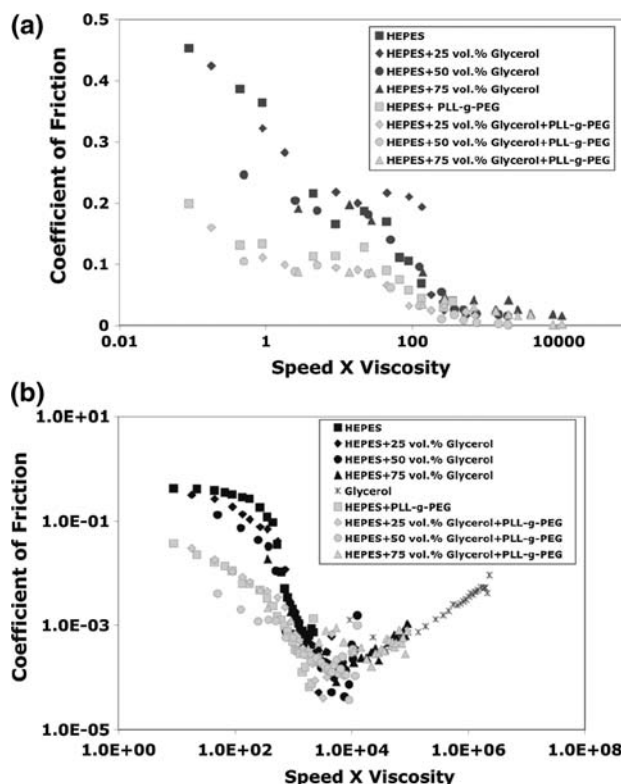 (a)
0.5
0.4
0.3
0.2
0.1
0
Coefficient of Friction
HEPES
HEPES+25 vol.% Glycerol
HEPES+50 vol.% Glycerol
HEPES+75 vol.% Glycerol
HEPES+ PLL-g-PEG
HEPES+25 vol.% Glycerol+PLL-g-PEG
HEPES+50 vol.% Glycerol+PLL-g-PEG
HEPES+75 vol.% Glycerol+PLL-g-PEG
0.01 1 100 10000
Speed X Viscosity
(b)
1.0E+01
1.0E-01
1.0E-03
1.0E-05
Coefficient of Friction
HEPES
HEPES+25 vol.% Glycerol
HEPES+50 vol.% Glycerol
HEPES+75 vol.% Glycerol
Glycerol
HEPES+PLL-g-PEG
HEPES+25 vol.% Glycerol+PLL-g-PEG
HEPES+50 vol.% Glycerol+PLL-g-PEG
HEPES+75 vol.% Glycerol+PLL-g-PEG
1.0E+00 1.0E+02 1.0E+04 1.0E+06 1.0E+08
Speed X Viscosity